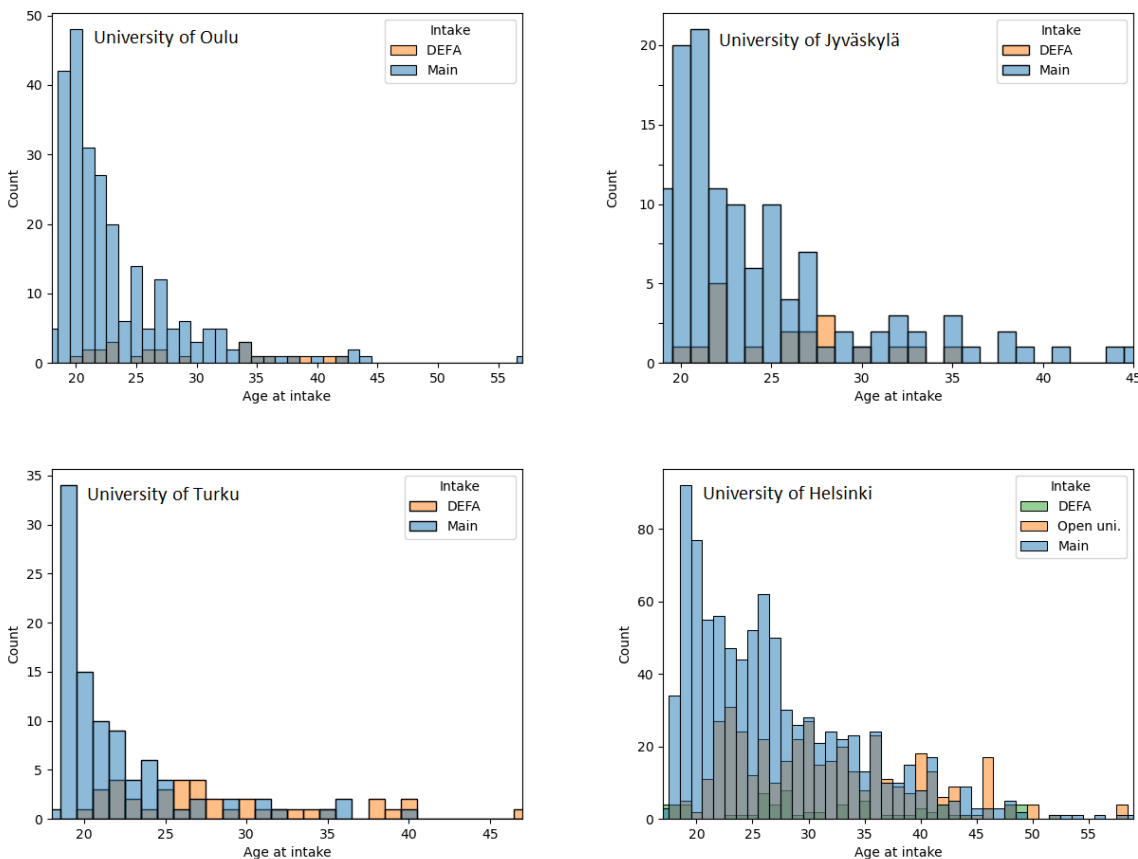 University of Oulu
Intake
DEFA
Main
50
40
30
20
10
0
Count
20 25 30 35 40 45 50 55
Age at intake
University of Jyväskylä
Intake
DEFA
Main
20
15
10
5
0
Count
20 25 30 35 40 45
Age at intake
University of Turku
Intake
DEFA
Main
35
30
25
20
15
10
5
0
Count
20 25 30 35 40 45
Age at intake
University of Helsinki
Intake
DEFA
Open uni.
Main
80
60
40
20
0
Count
20 25 30 35 40 45 50 55
Age at intake